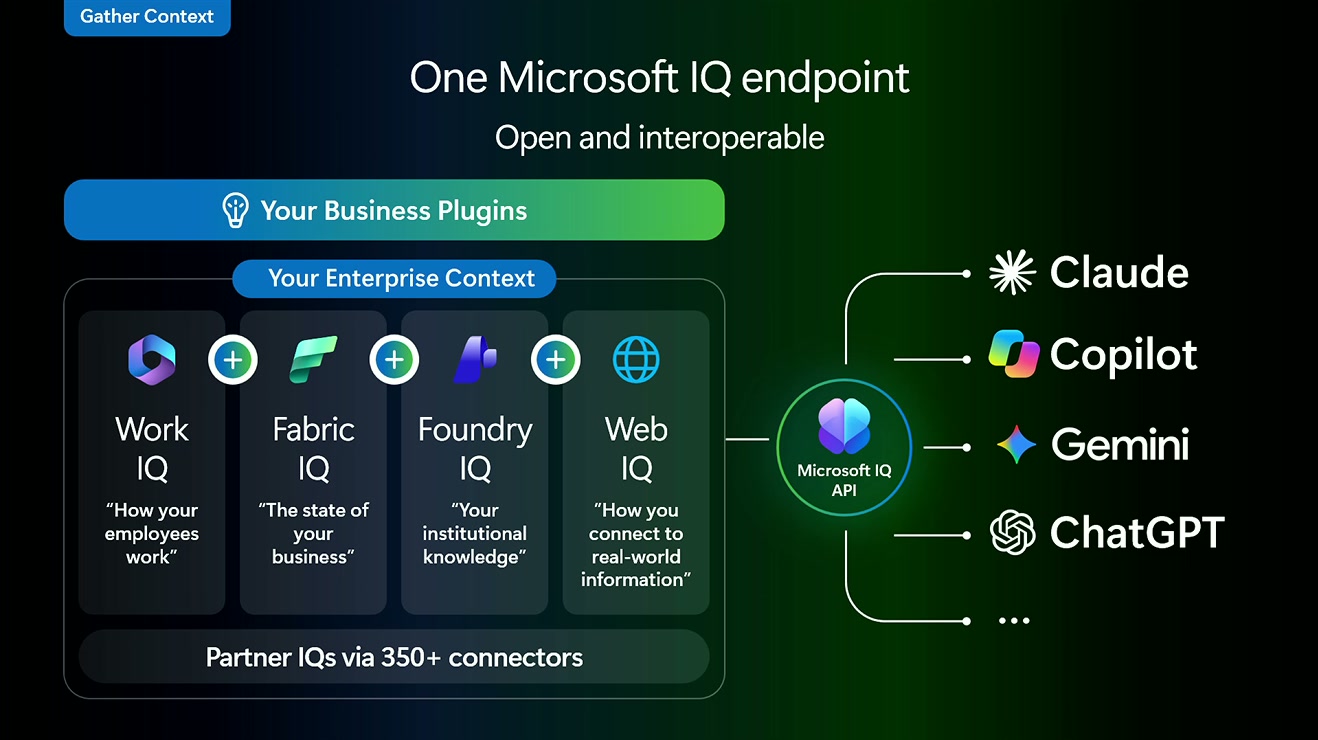 Gather Context
One Microsoft IQ endpoint
Open and interoperable
Your Business Plugins
Your Enterprise Context
Work
IQ
“How your
employees
work”
Fabric
IQ
“The state of
your
business”
Foundry
IQ
“Your
institutional
knowledge”
Web
IQ
“How you
connect to
real-world
information”
Partner IQs via 350+ connectors
Microsoft IQ
API
Claude
Copilot
Gemini
ChatGPT
...